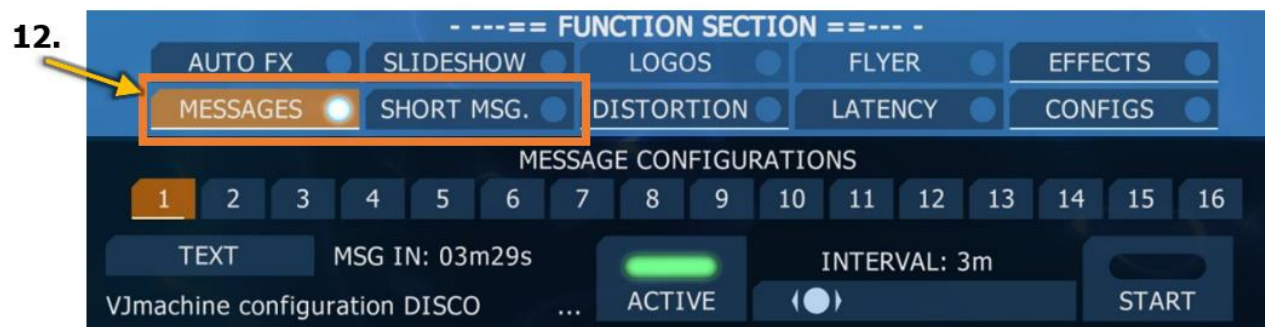 12.
- ---== FUNCTION SECTION ==--- -
AUTO FX SLIDESHOW LOGOS FLYER EFFECTS
MESSAGES SHORT MSG. DISTORTION LATENCY CONFIGS
MESSAGE CONFIGURATIONS
1 2 3 4 5 6 7 8 9 10 11 12 13 14 15 16
TEXT MSG IN: 03m29s INTERVAL: 3m
VJmachine configuration DISCO ... ACTIVE START